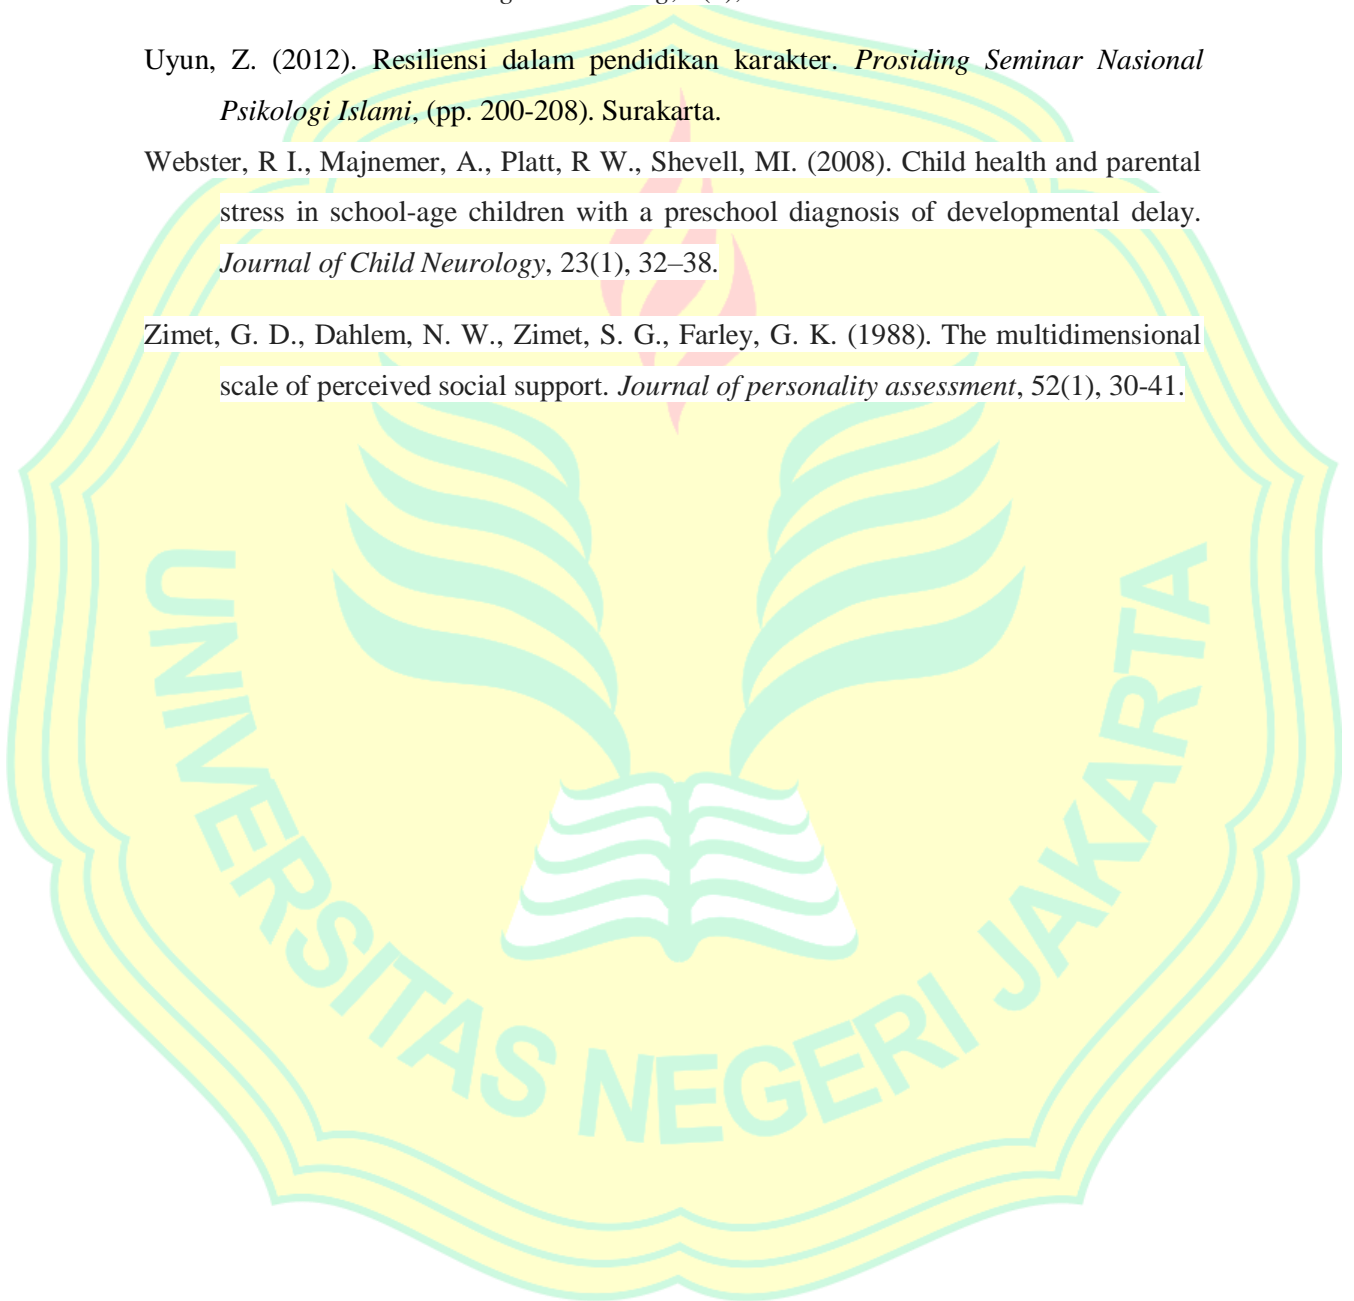 Uyun, Z. (2012). Resiliensi dalam pendidikan karakter. Prosiding Seminar Nasional
Psikologi Islami, (pp. 200-208). Surakarta.
Webster, R I., Majnemer, A., Platt, R W., Shevell, MI. (2008). Child health and parental
stress in school-age children with a preschool diagnosis of developmental delay.
Journal of Child Neurology, 23(1), 32–38.
Zimet, G. D., Dahlem, N. W., Zimet, S. G., Farley, G. K. (1988). The multidimensional
scale of perceived social support. Journal of personality assessment, 52(1), 30-41.
UNIVERSITAS NEGERI JAKARTA